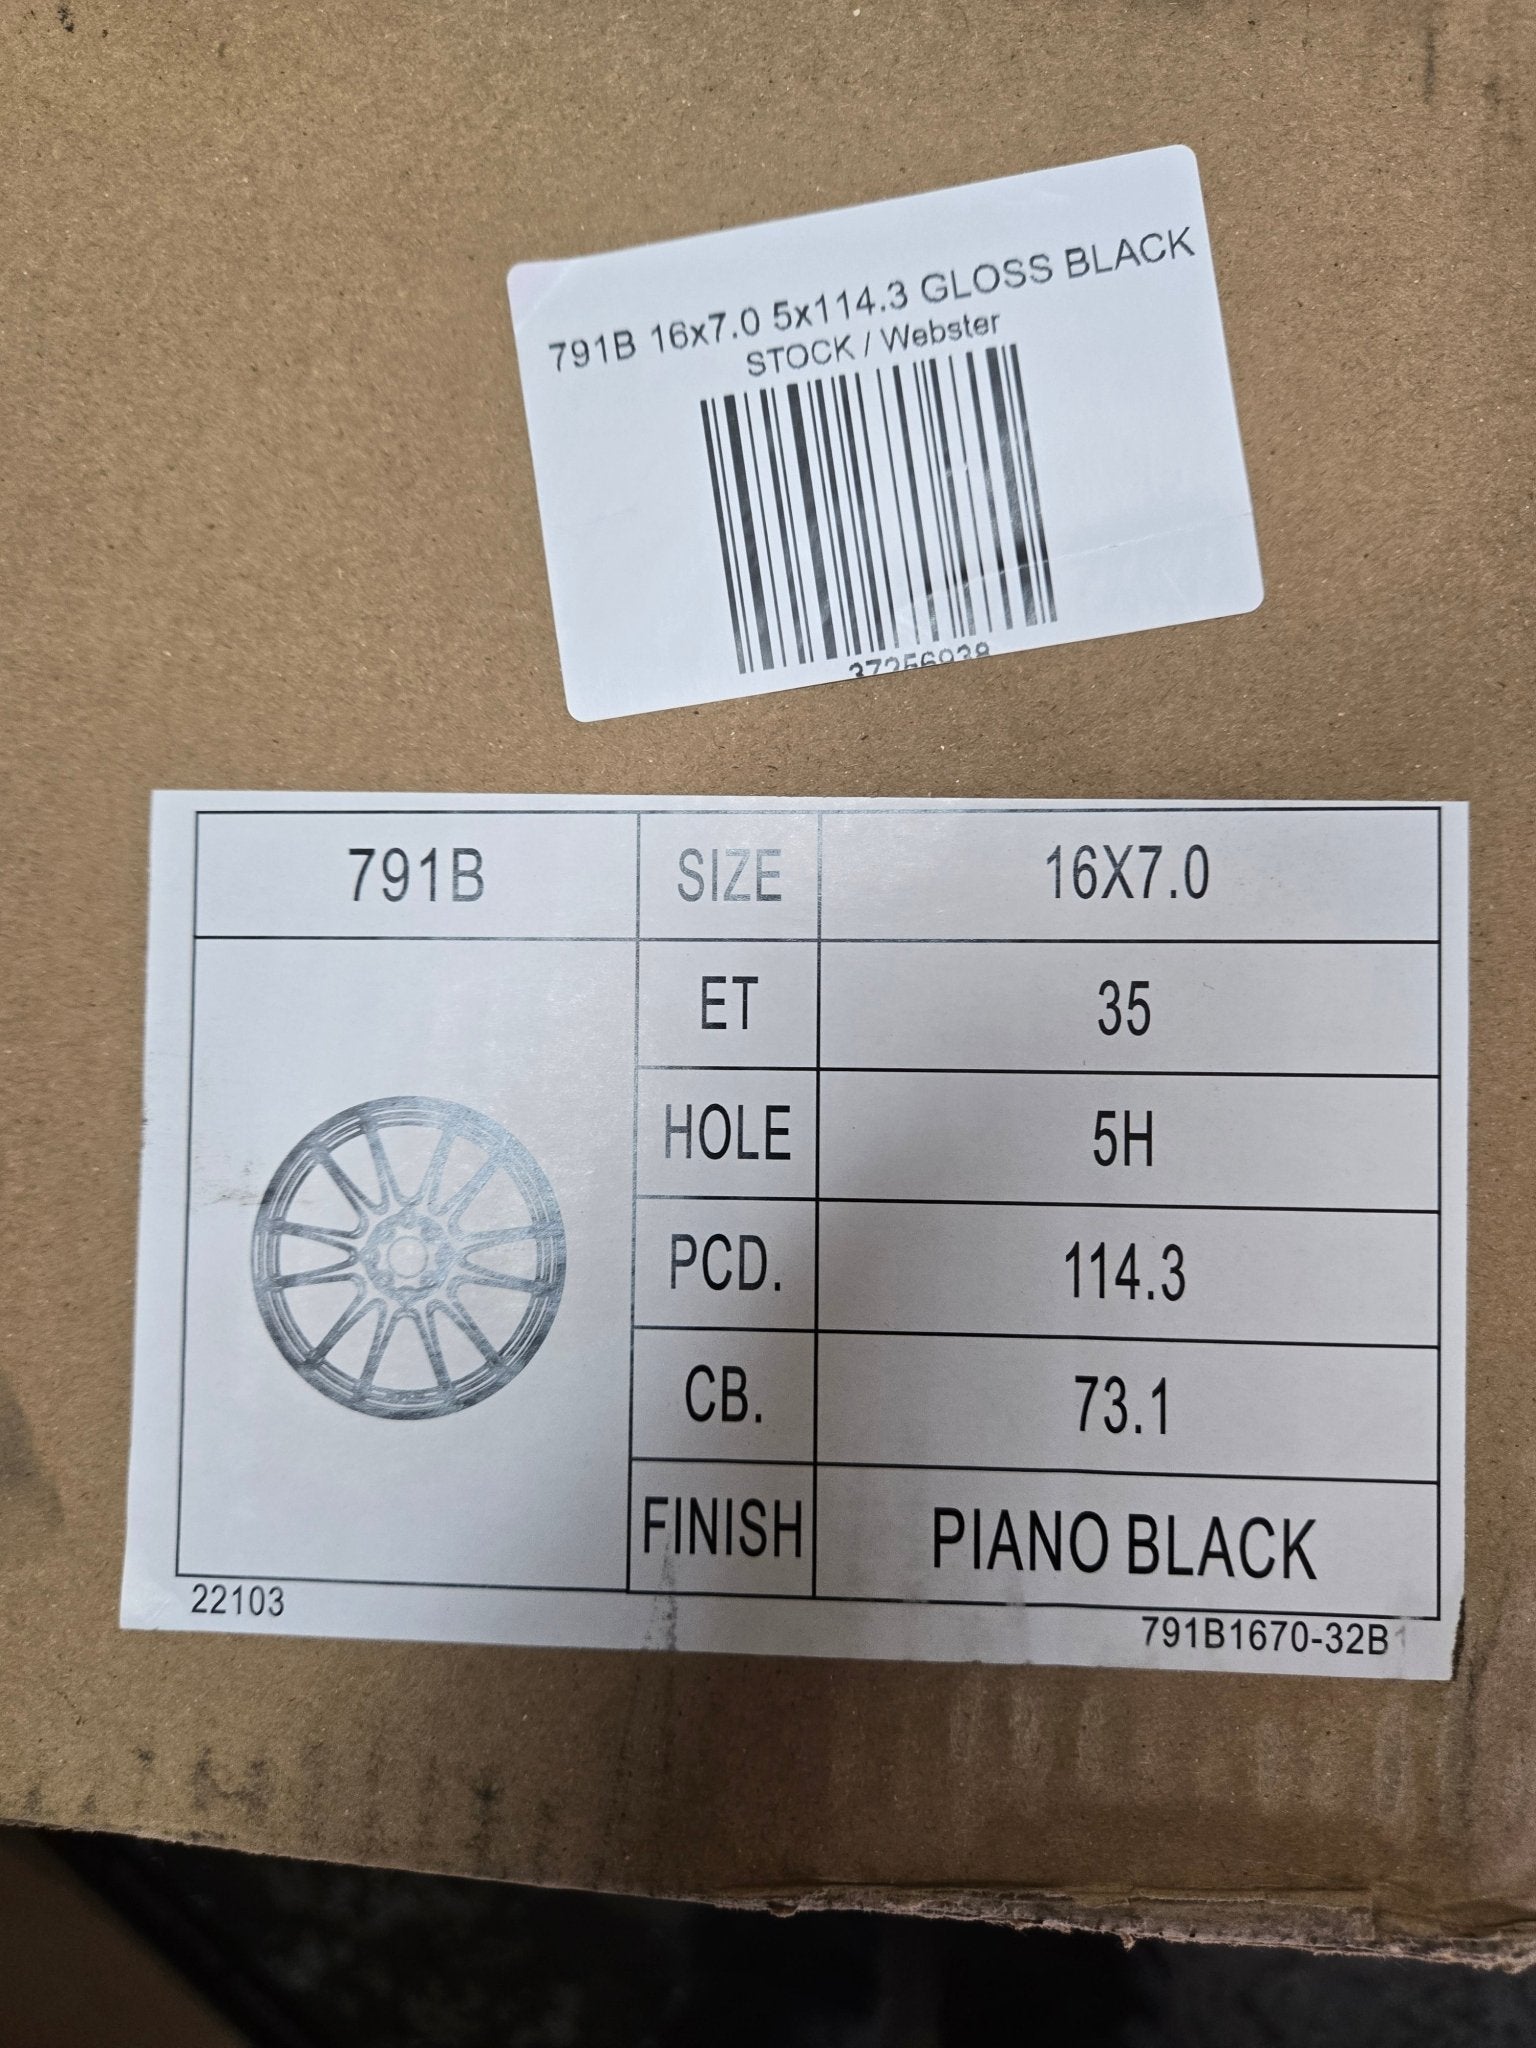 791B 16x7.0 5x114.3 GLOSS BLACK
STOCK / Webster
37256938
791B SIZE 16X7.0
ET 35
HOLE 5H
PCD. 114.3
CB. 73.1
FINISH PIANO BLACK
22103
791B1670-32B1